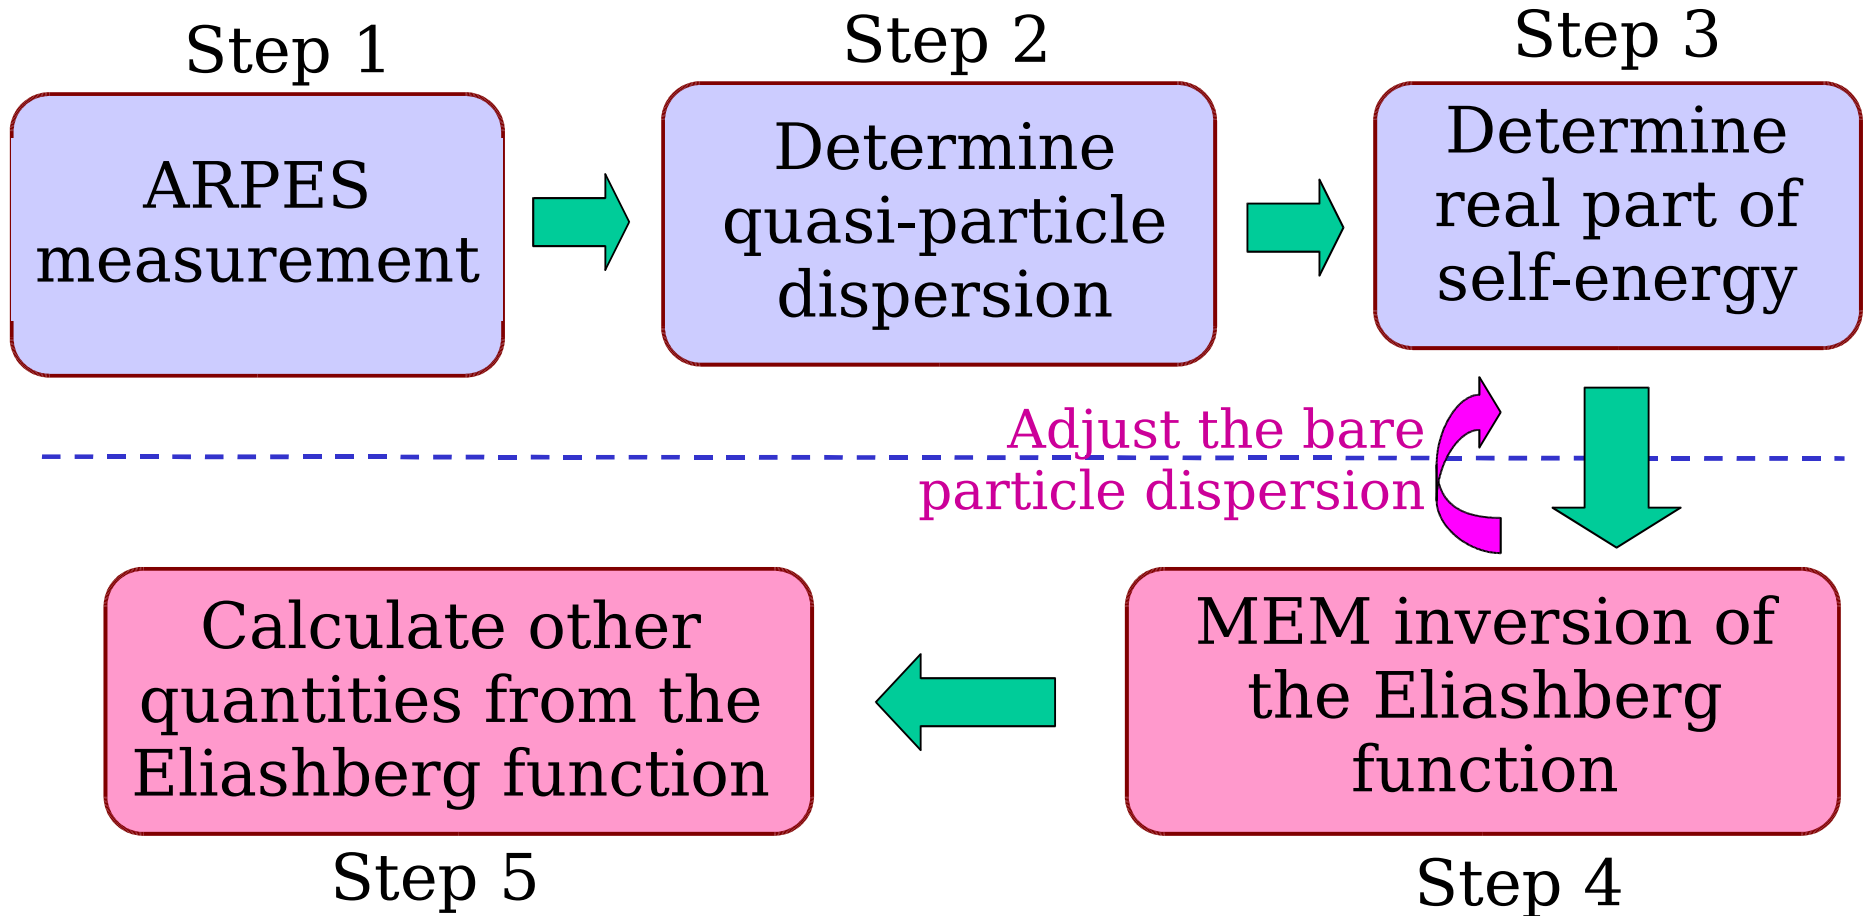 Step 1
ARPES
measurement
Step 2
Determine
quasi-particle
dispersion
Step 3
Determine
real part of
self-energy
Adjust the bare
particle dispersion
MEM inversion of
the Eliashberg
function
Step 4
Calculate other
quantities from the
Eliashberg function
Step 5